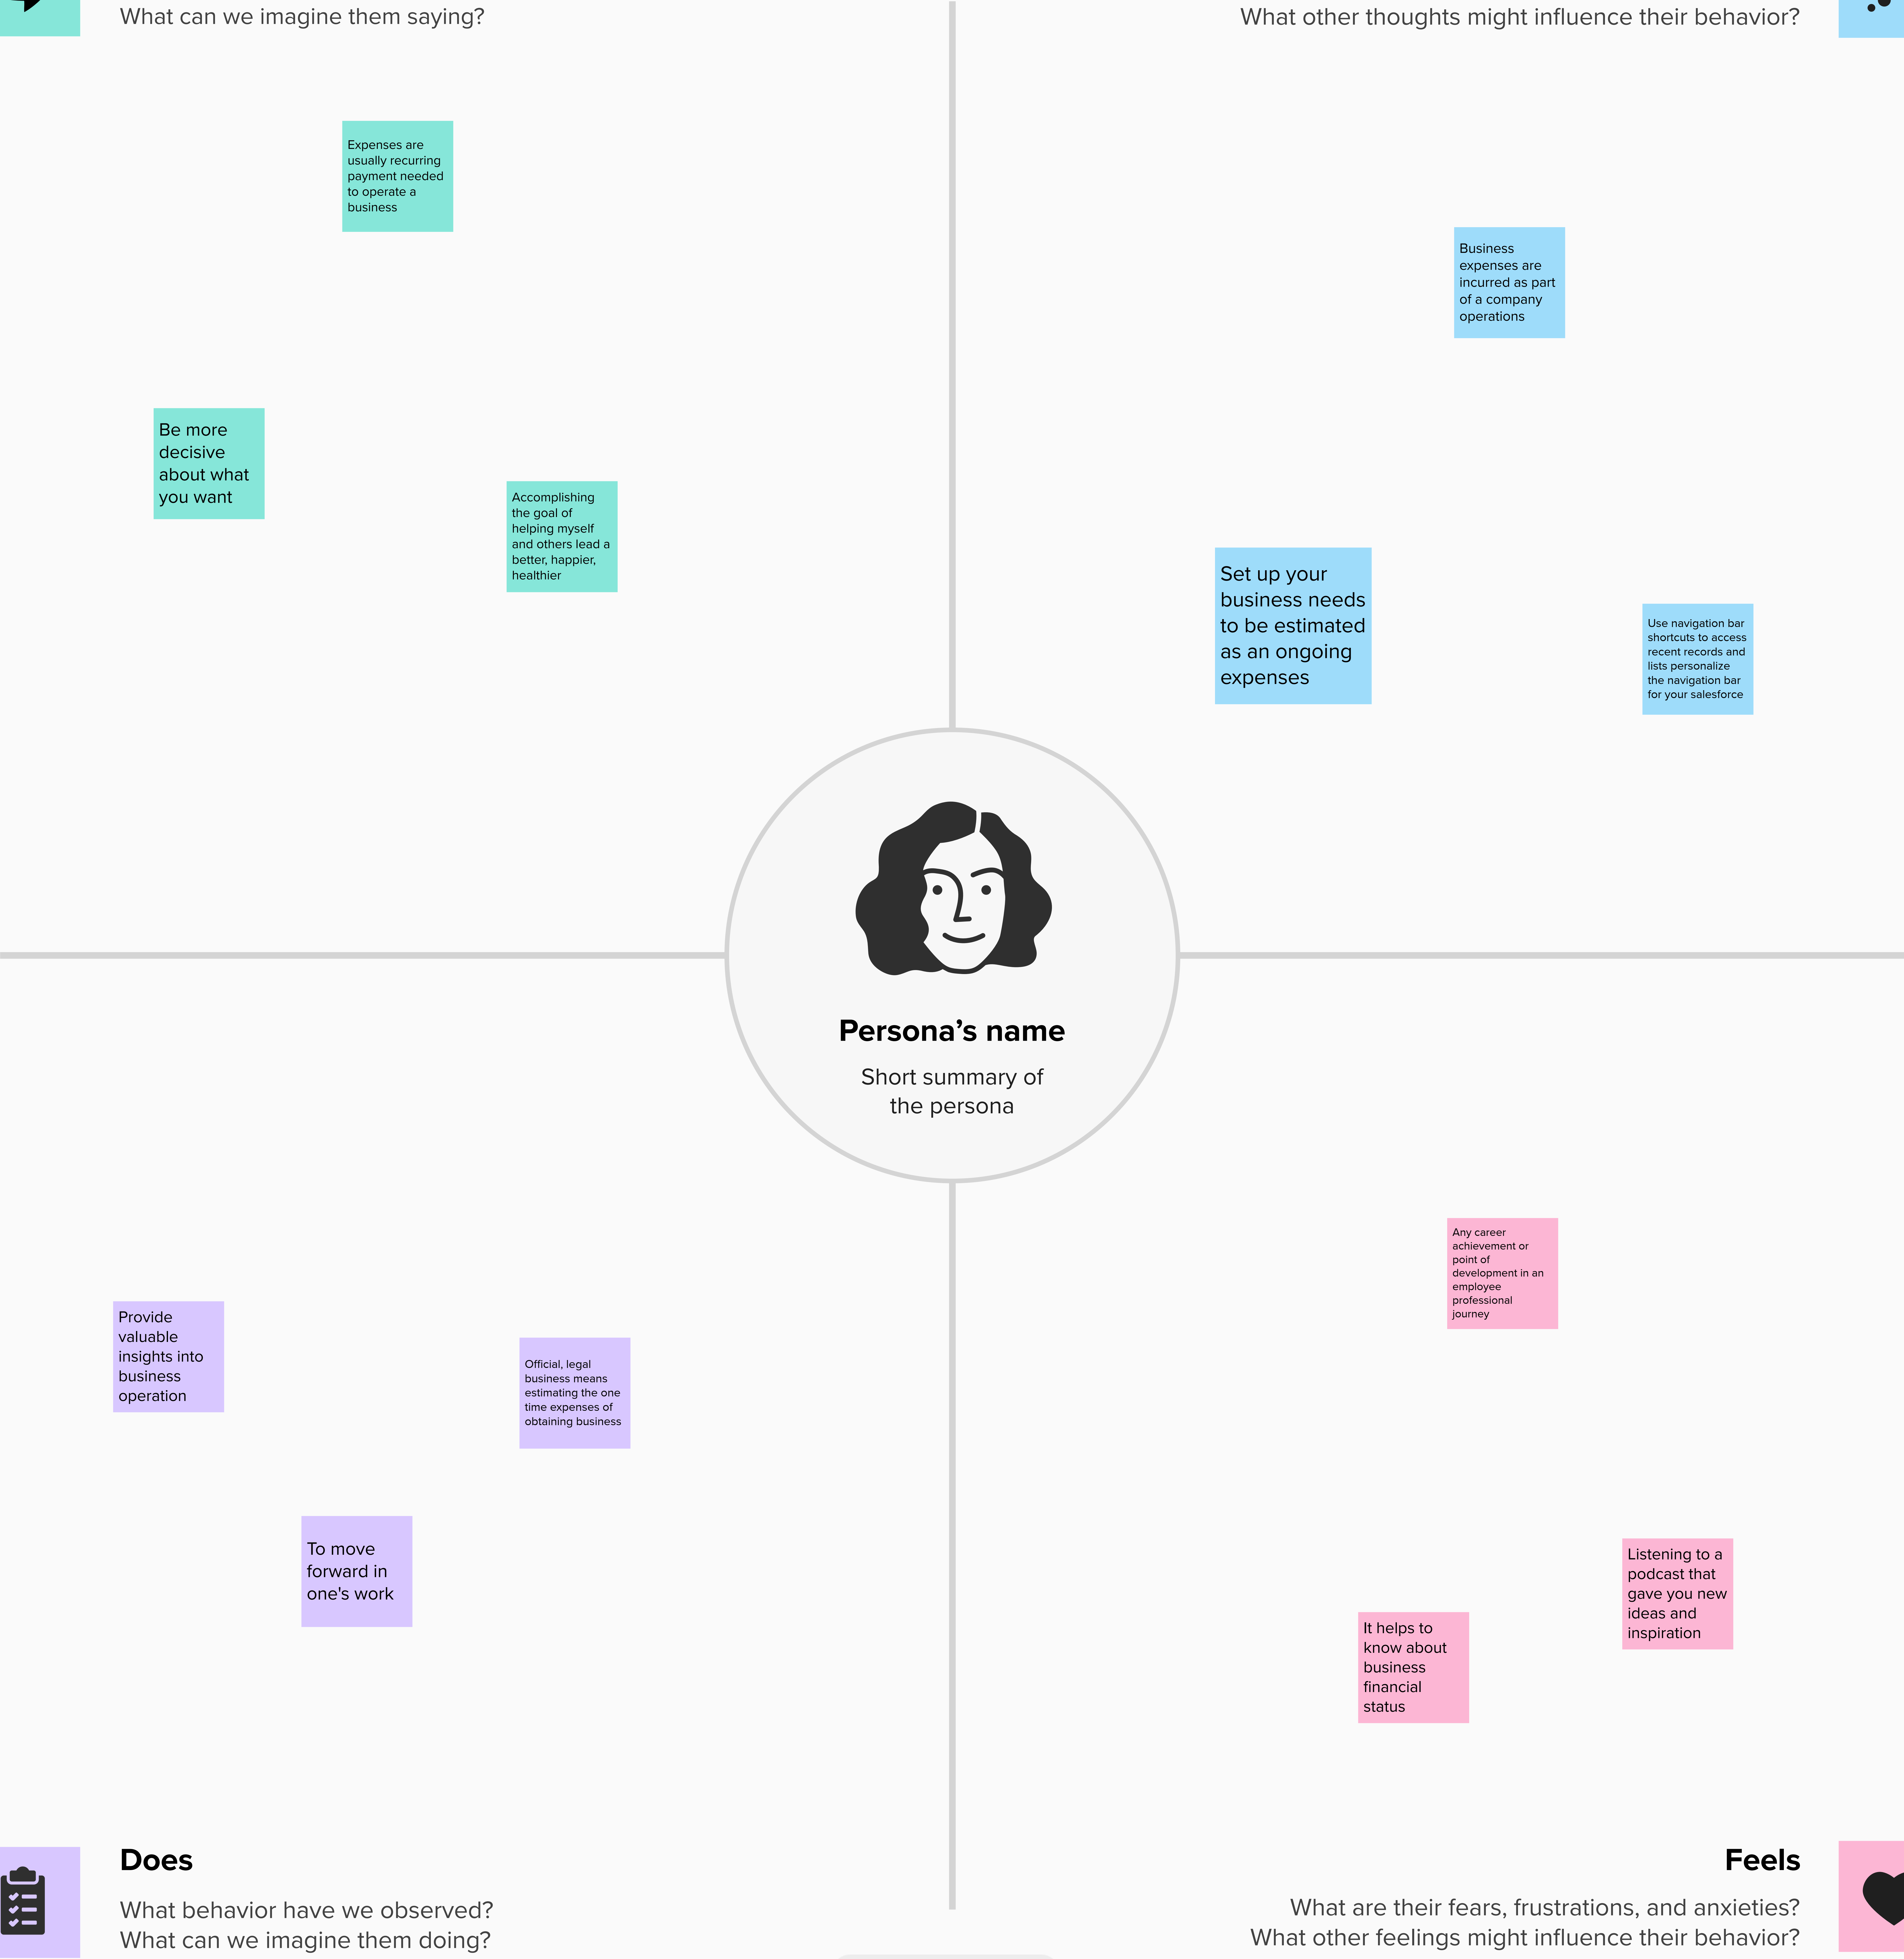 What can we imagine them saying?
What other thoughts might influence their behavior?
Expenses are
usually recurring
payment needed
to operate a
business
Business
expenses are
incurred as part
of a company
operations
Be more
decisive
about what
you want
Accomplishing
the goal of
helping myself
and others lead a
better, happier,
healthier
Set up your
business needs
to be estimated
as an ongoing
expenses
Use navigation bar
shortcuts to access
recent records and
lists personalize
the navigation bar
for your salesforce
Persona’s name
Short summary of
the persona
Any career
achievement or
point of
development in an
employee
professional
journey
Provide
valuable
insights into
business
operation
Official, legal
business means
estimating the one
time expenses of
obtaining business
To move
forward in
one's work
Listening to a
podcast that
gave you new
ideas and
inspiration
It helps to
know about
business
financial
status
Does
What behavior have we observed?
What can we imagine them doing?
Feels
What are their fears, frustrations, and anxieties?
What other feelings might influence their behavior?